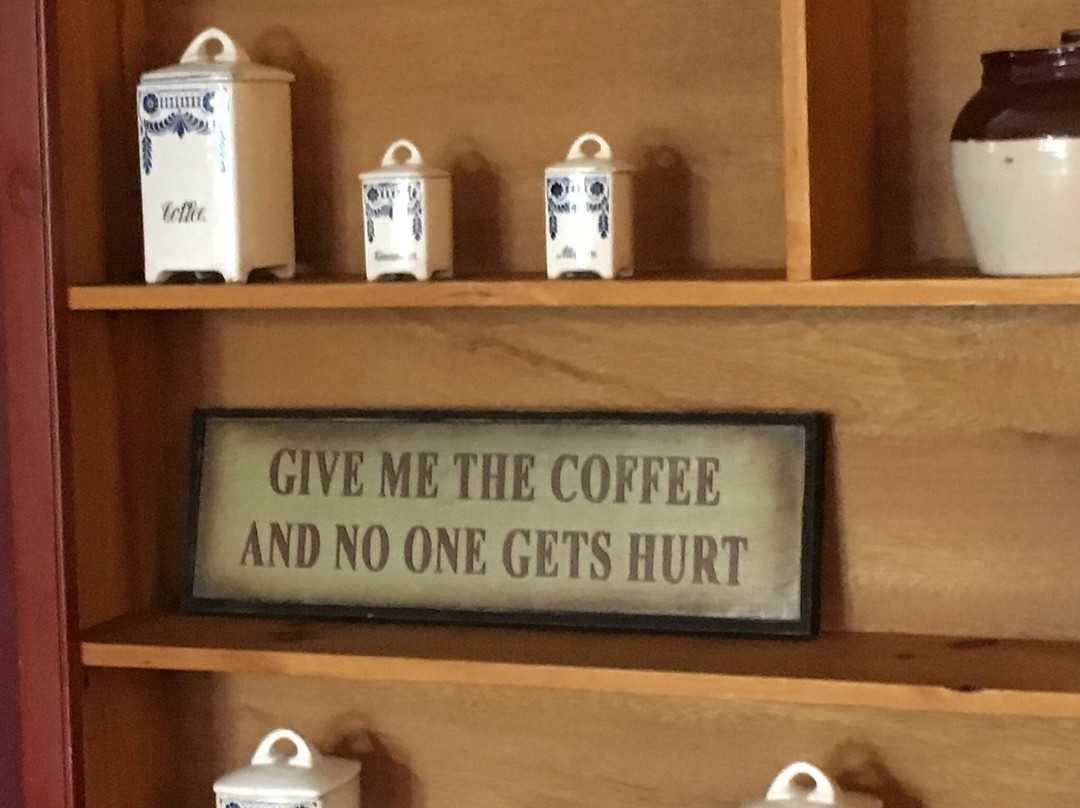 Coffee
GIVE ME THE COFFEE
AND NO ONE GETS HURT